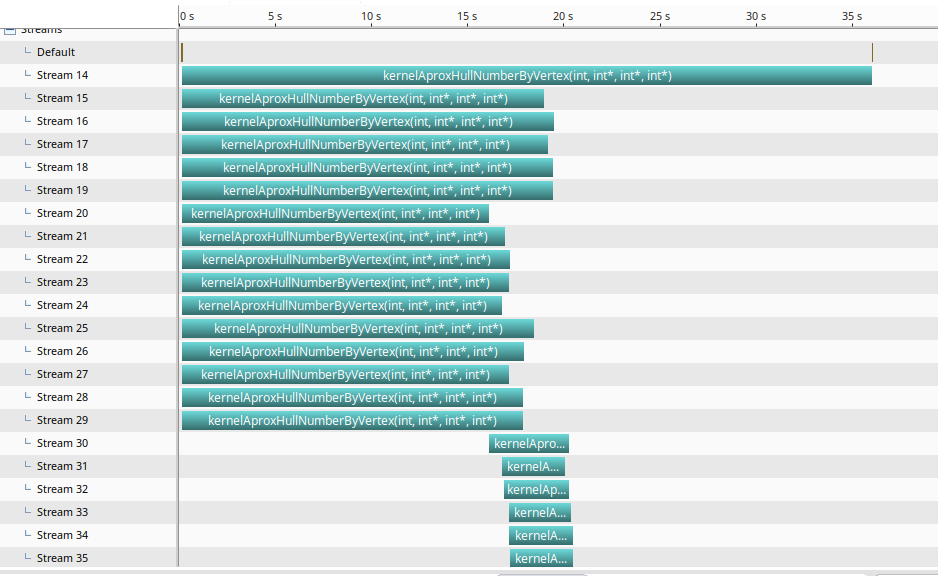 0 s 5 s 10 s 15 s 20 s 25 s 30 s 35 s
Streams
Default
Stream 14 kernelAproxHullNumberByVertex(int, int*, int*, int*)
Stream 15 kernelAproxHullNumberByVertex(int, int*, int*, int*)
Stream 16 kernelAproxHullNumberByVertex(int, int*, int*, int*)
Stream 17 kernelAproxHullNumberByVertex(int, int*, int*, int*)
Stream 18 kernelAproxHullNumberByVertex(int, int*, int*, int*)
Stream 19 kernelAproxHullNumberByVertex(int, int*, int*, int*)
Stream 20 kernelAproxHullNumberByVertex(int, int*, int*, int*)
Stream 21 kernelAproxHullNumberByVertex(int, int*, int*, int*)
Stream 22 kernelAproxHullNumberByVertex(int, int*, int*, int*)
Stream 23 kernelAproxHullNumberByVertex(int, int*, int*, int*)
Stream 24 kernelAproxHullNumberByVertex(int, int*, int*, int*)
Stream 25 kernelAproxHullNumberByVertex(int, int*, int*, int*)
Stream 26 kernelAproxHullNumberByVertex(int, int*, int*, int*)
Stream 27 kernelAproxHullNumberByVertex(int, int*, int*, int*)
Stream 28 kernelAproxHullNumberByVertex(int, int*, int*, int*)
Stream 29 kernelAproxHullNumberByVertex(int, int*, int*, int*)
Stream 30 kernelApro...
Stream 31 kernelA...
Stream 32 kernelAp...
Stream 33 kernelA...
Stream 34 kernelA...
Stream 35 kernelA...